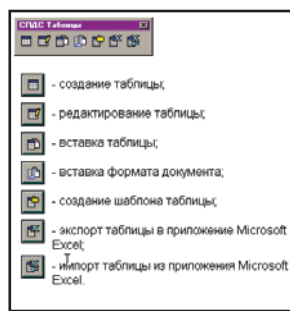 СПДС Таблицы
- создание таблицы;
- редактирование таблицы;
- вставка таблицы;
- вставка формата документа;
- создание шаблона таблицы;
- экспорт таблицы в приложение Microsoft
Excel;
- импорт таблицы из приложения Microsoft
Excel.